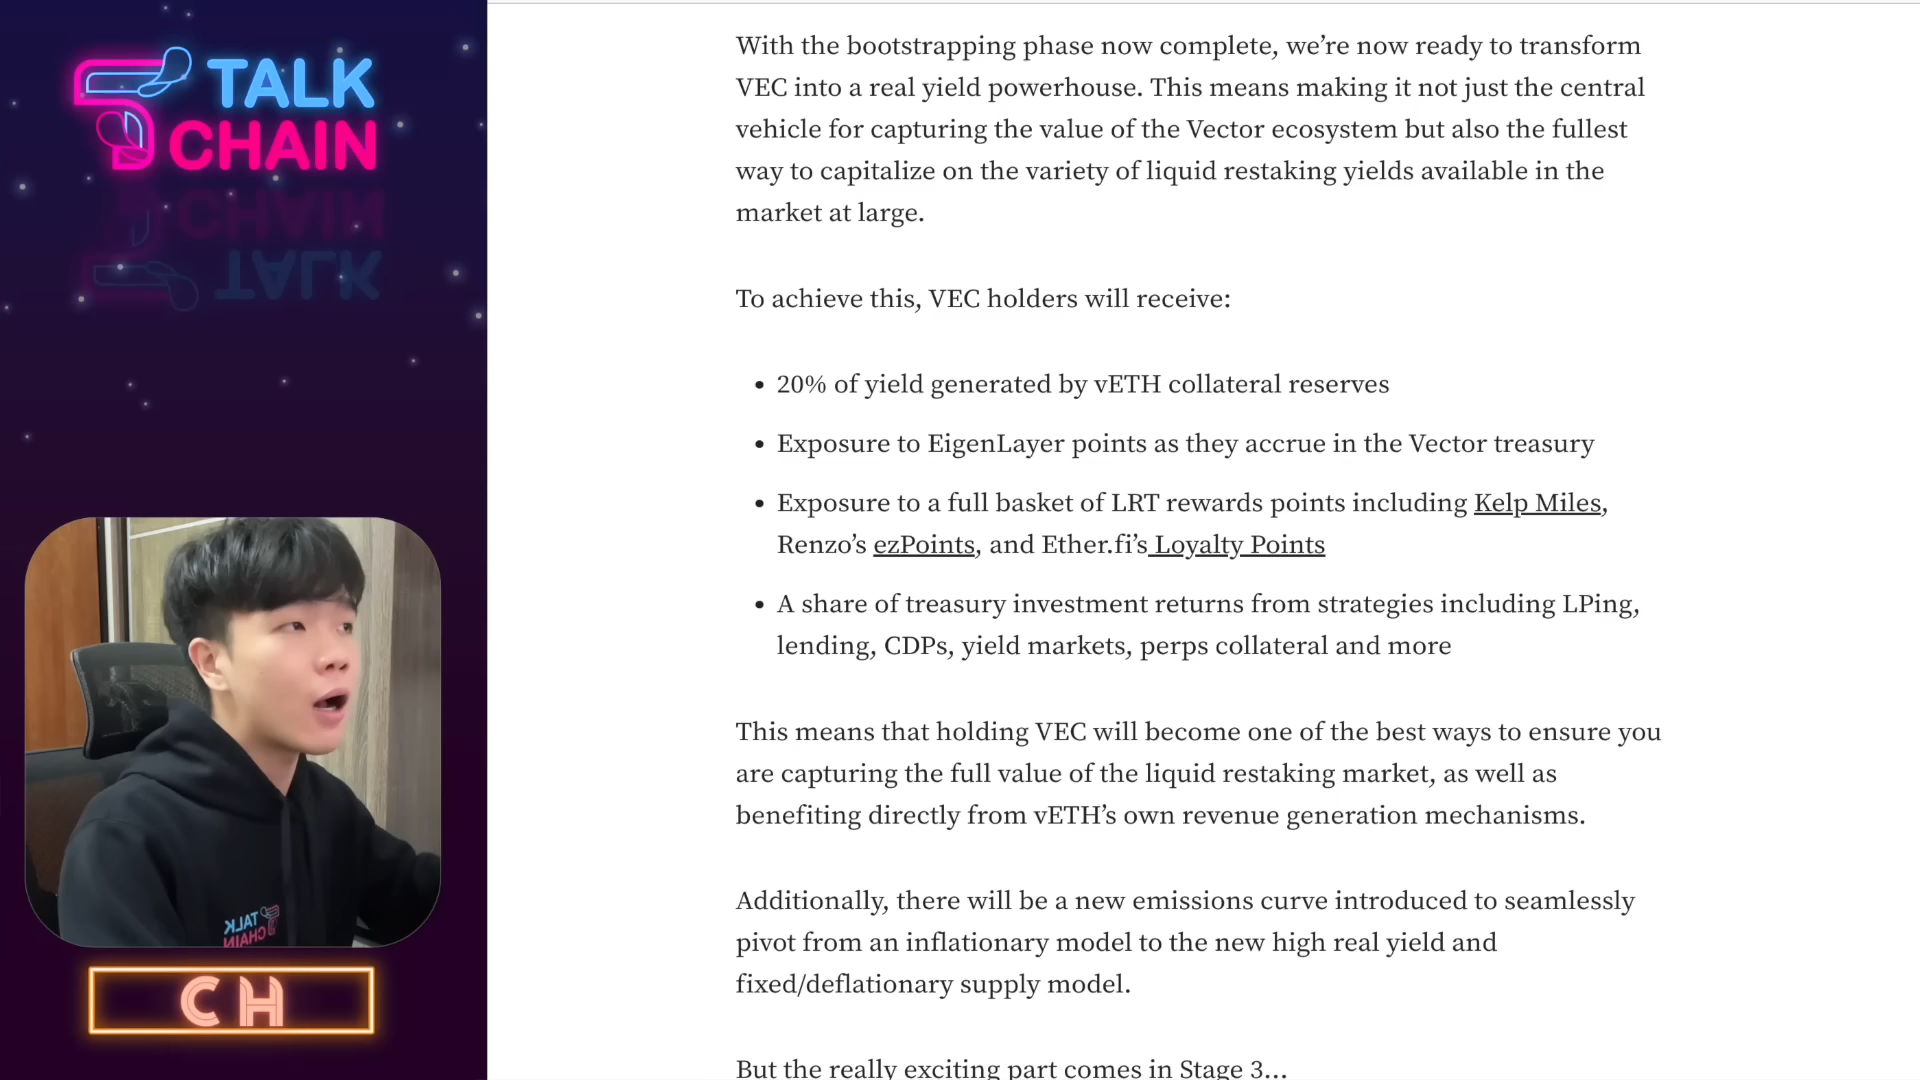 TALK
CHAIN
CHAIN
TALK
TALK
CHAIN
CH
With the bootstrapping phase now complete, we’re now ready to transform
VEC into a real yield powerhouse. This means making it not just the central
vehicle for capturing the value of the Vector ecosystem but also the fullest
way to capitalize on the variety of liquid restaking yields available in the
market at large.
To achieve this, VEC holders will receive:
• 20% of yield generated by vETH collateral reserves
• Exposure to EigenLayer points as they accrue in the Vector treasury
• Exposure to a full basket of LRT rewards points including Kelp Miles,
Renzo’s ezPoints, and Ether.fi’s Loyalty Points
• A share of treasury investment returns from strategies including LPing,
lending, CDPs, yield markets, perps collateral and more
This means that holding VEC will become one of the best ways to ensure you
are capturing the full value of the liquid restaking market, as well as
benefiting directly from vETH’s own revenue generation mechanisms.
Additionally, there will be a new emissions curve introduced to seamlessly
pivot from an inflationary model to the new high real yield and
fixed/deflationary supply model.
But the really exciting part comes in Stage 3...